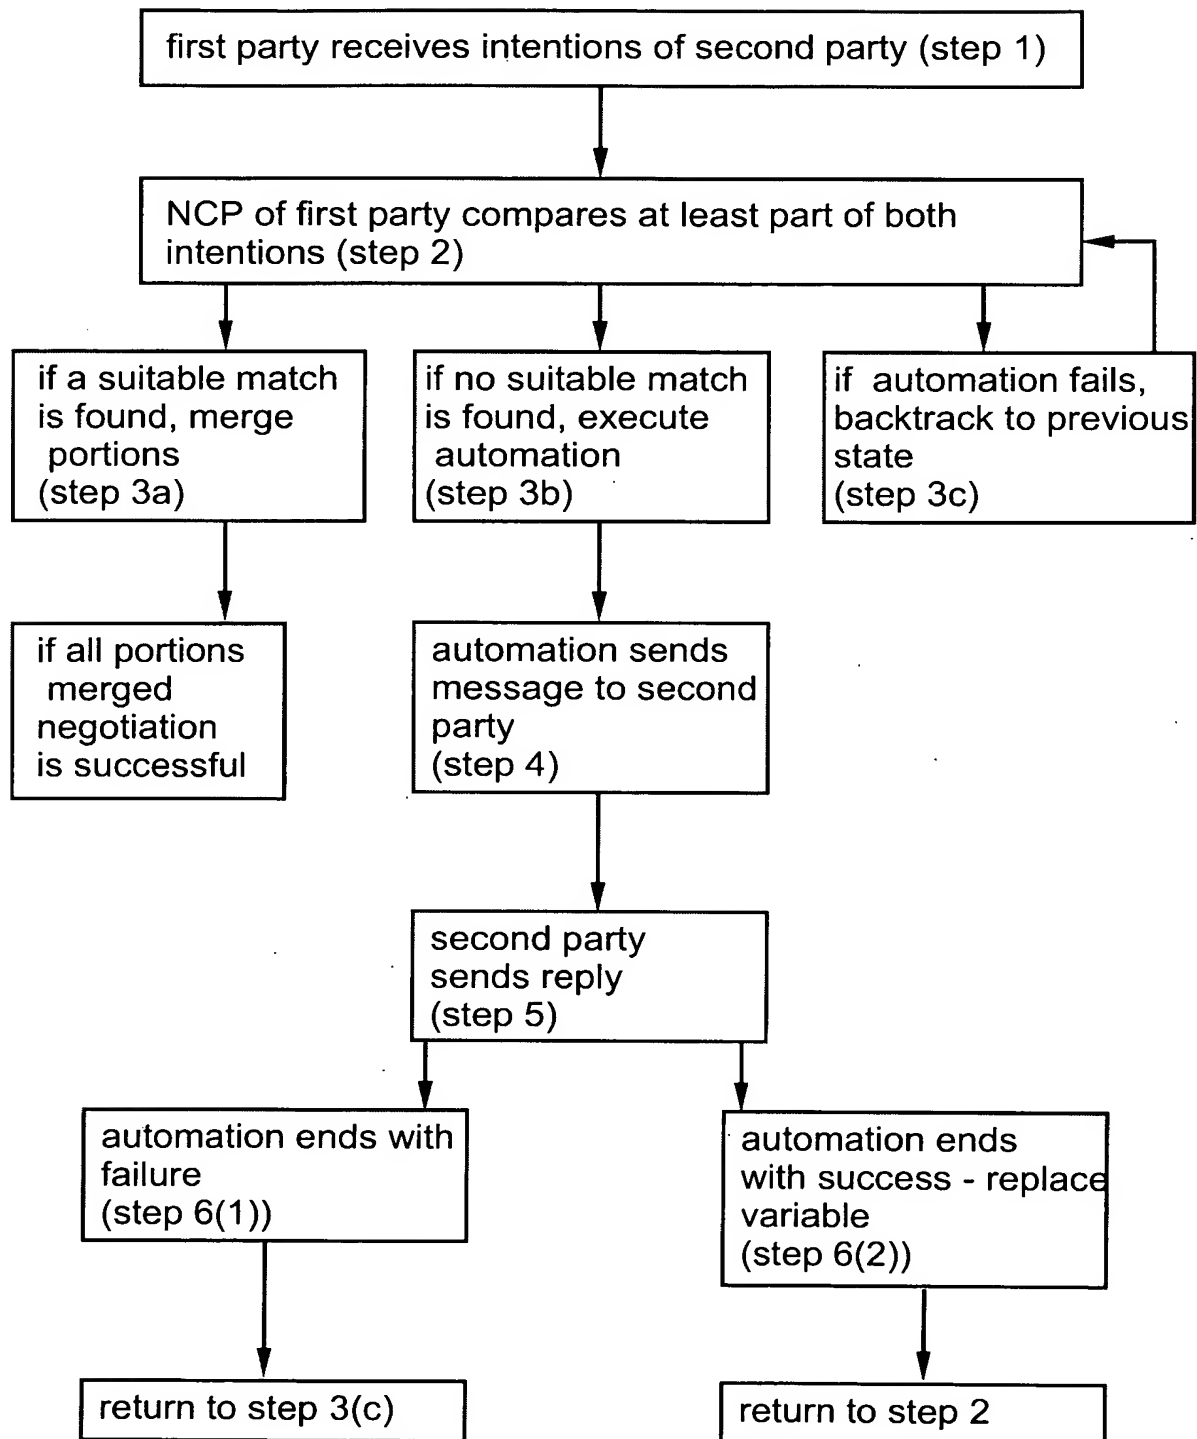 first party receives intentions of second party (step 1)
NCP of first party compares at least part of both
intentions (step 2)
if a suitable match
is found, merge
portions
(step 3a)
if no suitable match
is found, execute
automation
(step 3b)
if automation fails,
backtrack to previous
state
(step 3c)
if all portions
merged
negotiation
is successful
automation sends
message to second
party
(step 4)
second party
sends reply
(step 5)
automation ends with
failure
(step 6(1))
automation ends
with success - replace
variable
(step 6(2))
return to step 3(c)
return to step 2